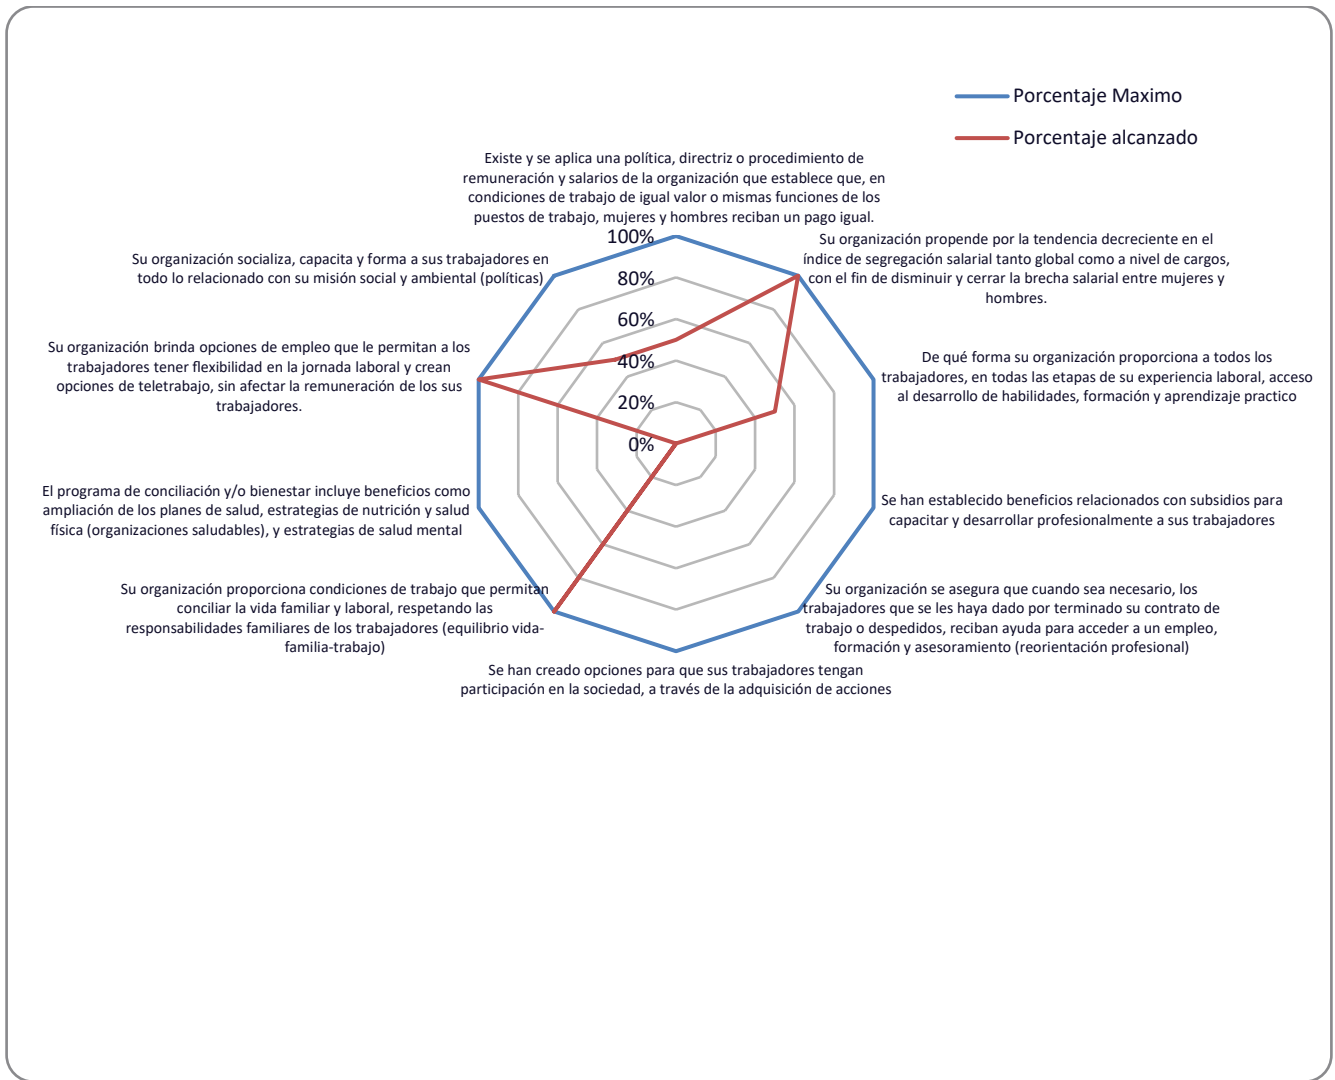 Porcentaje Maximo
Porcentaje alcanzado
Existe y se aplica una política, directriz o procedimiento de
remuneración y salarios de la organización que establece que, en
condiciones de trabajo de igual valor o mismas funciones de los
puestos de trabajo, mujeres y hombres reciban un pago igual.
Su organización propende por la tendencia decreciente en el
índice de segregación salarial tanto global como a nivel de cargos,
con el fin de disminuir y cerrar la brecha salarial entre mujeres y
hombres.
De qué forma su organización proporciona a todos los
trabajadores, en todas las etapas de su experiencia laboral, acceso
al desarrollo de habilidades, formación y aprendizaje practico
Se han establecido beneficios relacionados con subsidios para
capacitar y desarrollar profesionalmente a sus trabajadores
Su organización se asegura que cuando sea necesario, los
trabajadores que se les haya dado por terminado su contrato de
trabajo o despedidos, reciban ayuda para acceder a un empleo,
formación y asesoramiento (reorientación profesional)
Se han creado opciones para que sus trabajadores tengan
participación en la sociedad, a través de la adquisición de acciones
Su organización proporciona condiciones de trabajo que permitan
conciliar la vida familiar y laboral, respetando las
responsabilidades familiares de los trabajadores (equilibrio vida-
familia-trabajo)
El programa de conciliación y/o bienestar incluye beneficios como
ampliación de los planes de salud, estrategias de nutrición y salud
física (organizaciones saludables), y estrategias de salud mental
Su organización brinda opciones de empleo que le permitan a los
trabajadores tener flexibilidad en la jornada laboral y crean
opciones de teletrabajo, sin afectar la remuneración de los sus
trabajadores.
Su organización socializa, capacita y forma a sus trabajadores en
todo lo relacionado con su misión social y ambiental (políticas)
100%
80%
60%
40%
20%
0%